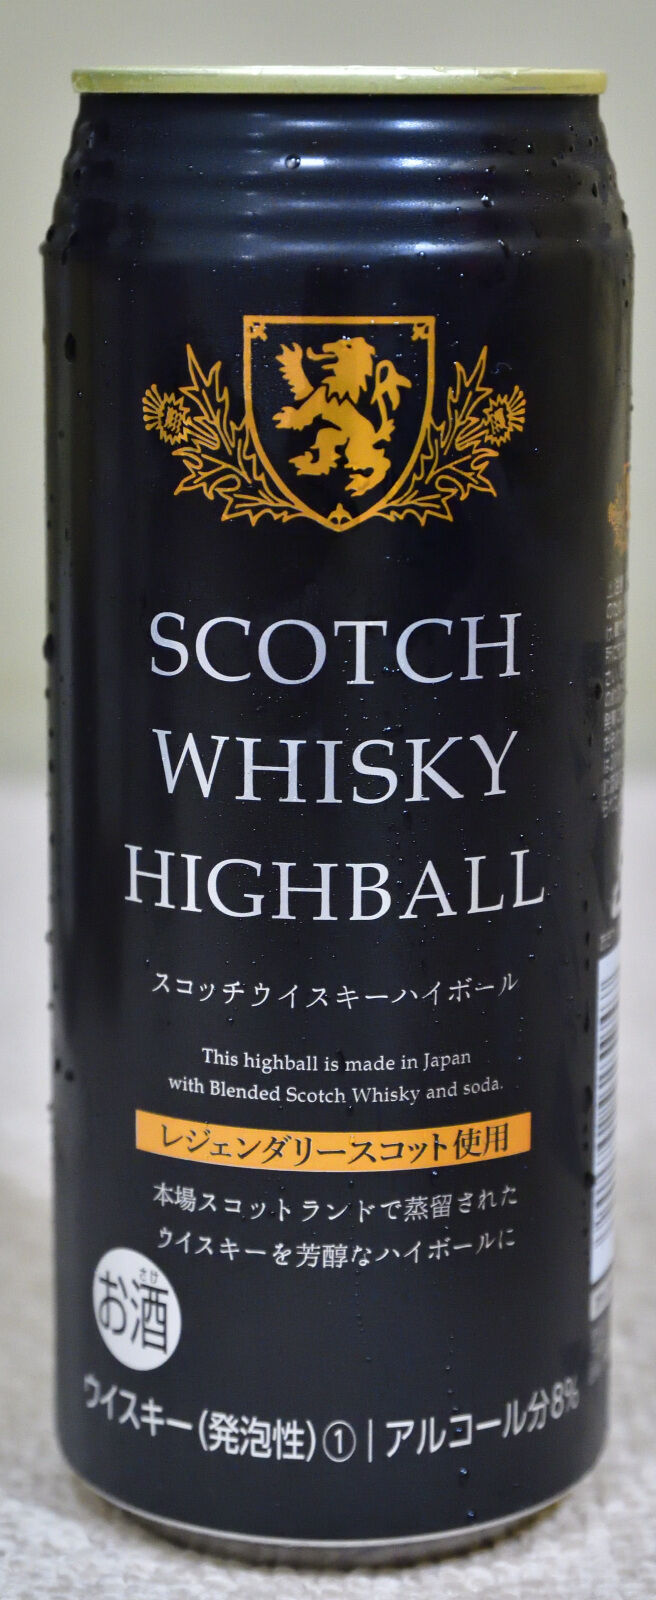 SCOTCH
WHISKY
HIGHBALL
スコッチウイスキーハイボール
This highball is made in Japan
with Blended Scotch Whisky and soda.
レジェンダリースコット使用
本場スコットランドで蒸留された
ウイスキーを芳醇なハイボールに
さけ
お酒
ウイスキー(発泡性)①|アルコール分8%